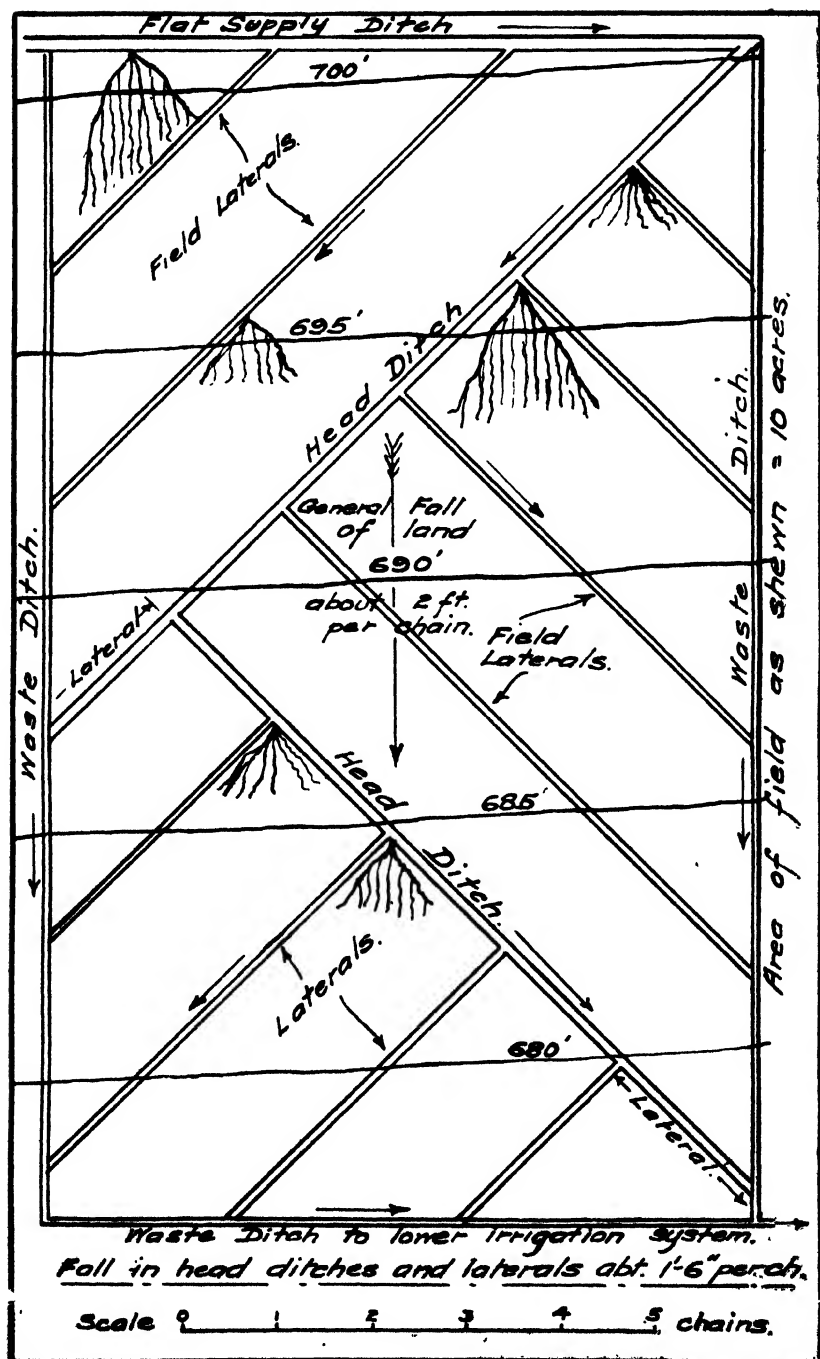 Flat Supply Ditch
700'
Field Laterals.
695'
Head Ditch
General Fall
of land
690'
about 2 ft.
per chain.
Field
Laterals.
-Lateral
Waste Ditch.
Waste Ditch.
Area of field as shewn = 10 acres.
685'
Head Ditch.
Laterals.
680'
Lateral.
Waste Ditch to lower irrigation system.
Fall in head ditches and laterals abt. 1'-6" per ch.
Scale 0 1 2 3 4 5 chains.